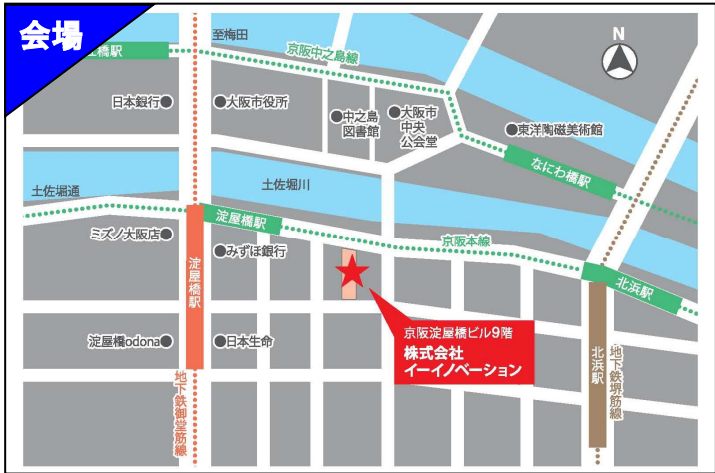 会場
至梅田
京阪中之島線
橋駅
N
日本銀行
大阪市役所
中之島
図書館
大阪市
中央
公会堂
東洋陶磁美術館
なにわ橋駅
土佐堀通
土佐堀川
淀屋橋駅
京阪本線
ミズノ大阪店
みずほ銀行
淀屋橋駅
北浜駅
京阪淀屋橋ビル9階
株式会社
イーイノベーション
淀屋橋odona
日本生命
北浜駅
地下鉄堺筋線
地下鉄御堂筋線